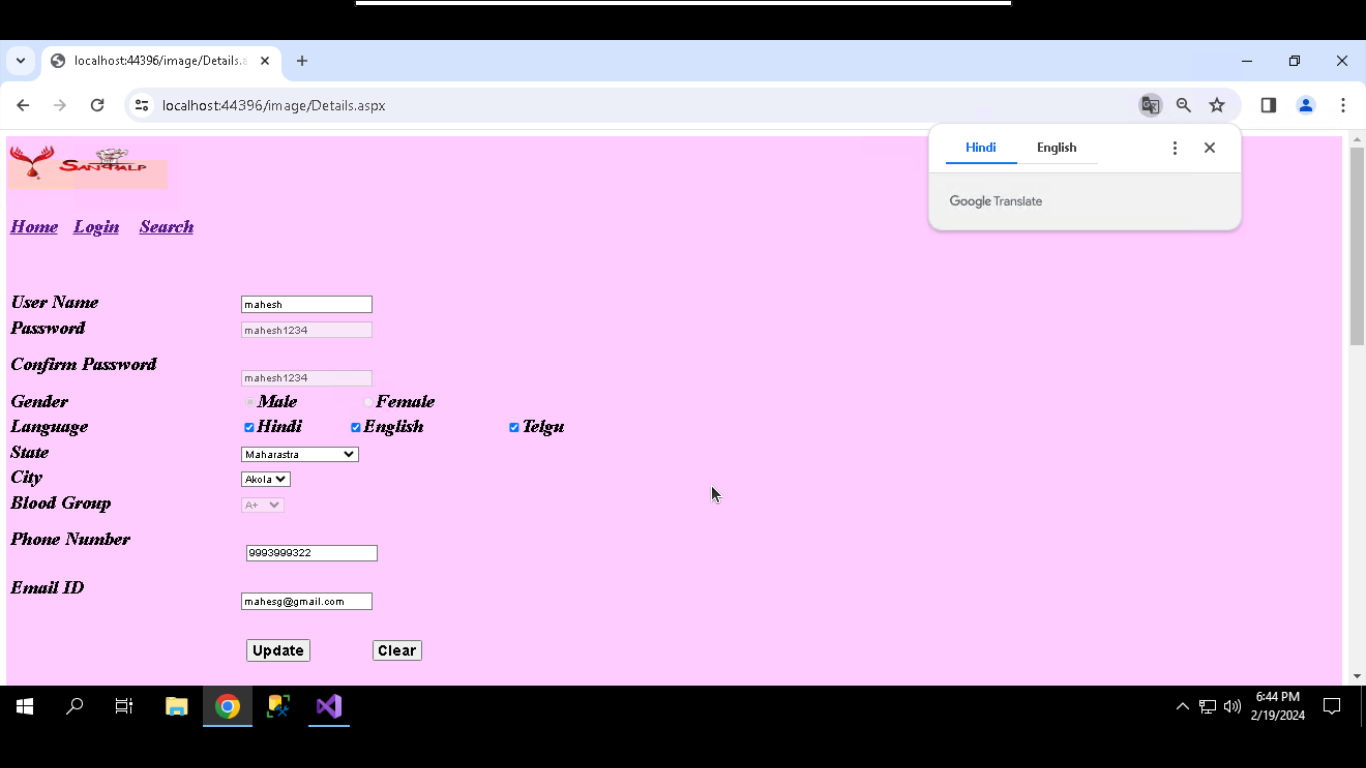 localhost:44396/image/Details.a
localhost:44396/image/Details.aspx
Hindi English
Google Translate
SANKALP
Home Login Search
User Name mahesh
Password mahesh1234
Confirm Password
mahesh1234
Gender Male Female
Language Hindi English Telgu
State Maharastra
City Akola
Blood Group A+
Phone Number
9993999322
Email ID
mahesg@gmail.com
Update Clear
6:44 PM
2/19/2024